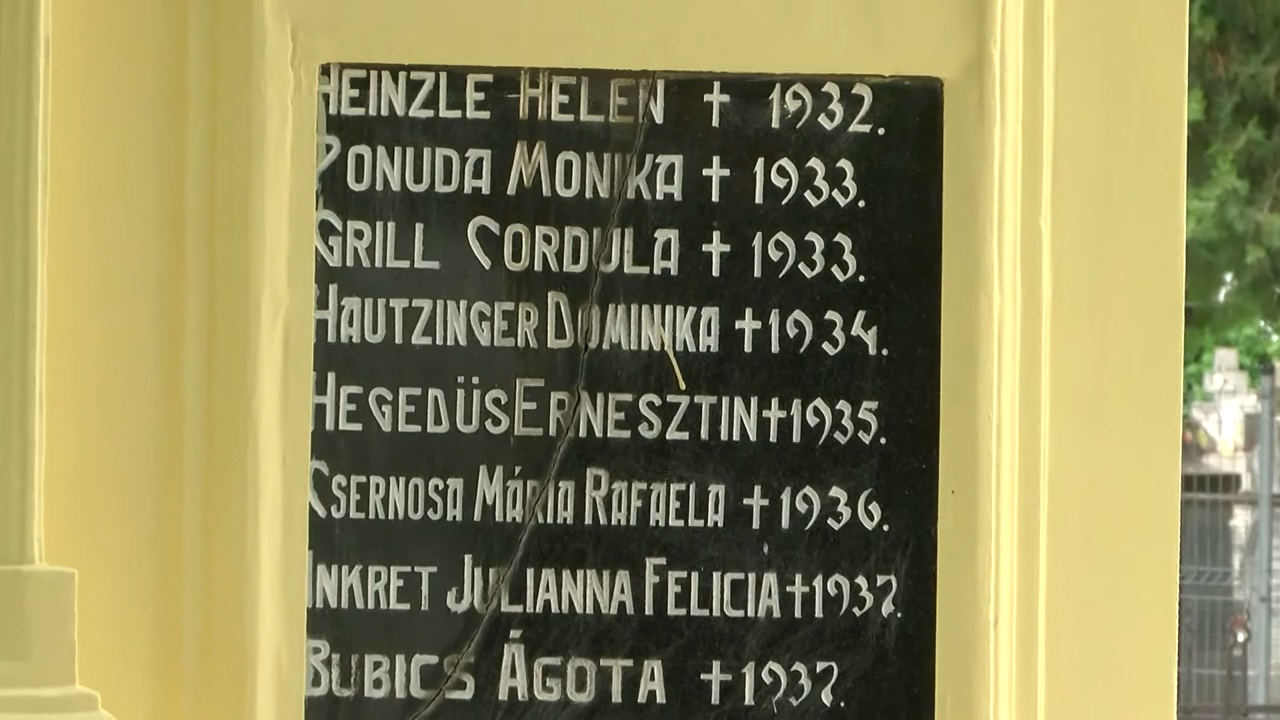 HEINZLE HELEN † 1932.
MONIKA † 1933.
GRILL CORDULA † 1933.
HAUTZINGER DOMINIKA † 1934.
HEGEDÜS ERNESZTIN † 1935.
CSERNOSA MÁRIA RAFAELA † 1936.
INKRET JULIANNA FELICIA † 1937.
BUBICS ÁGOTA † 1937.